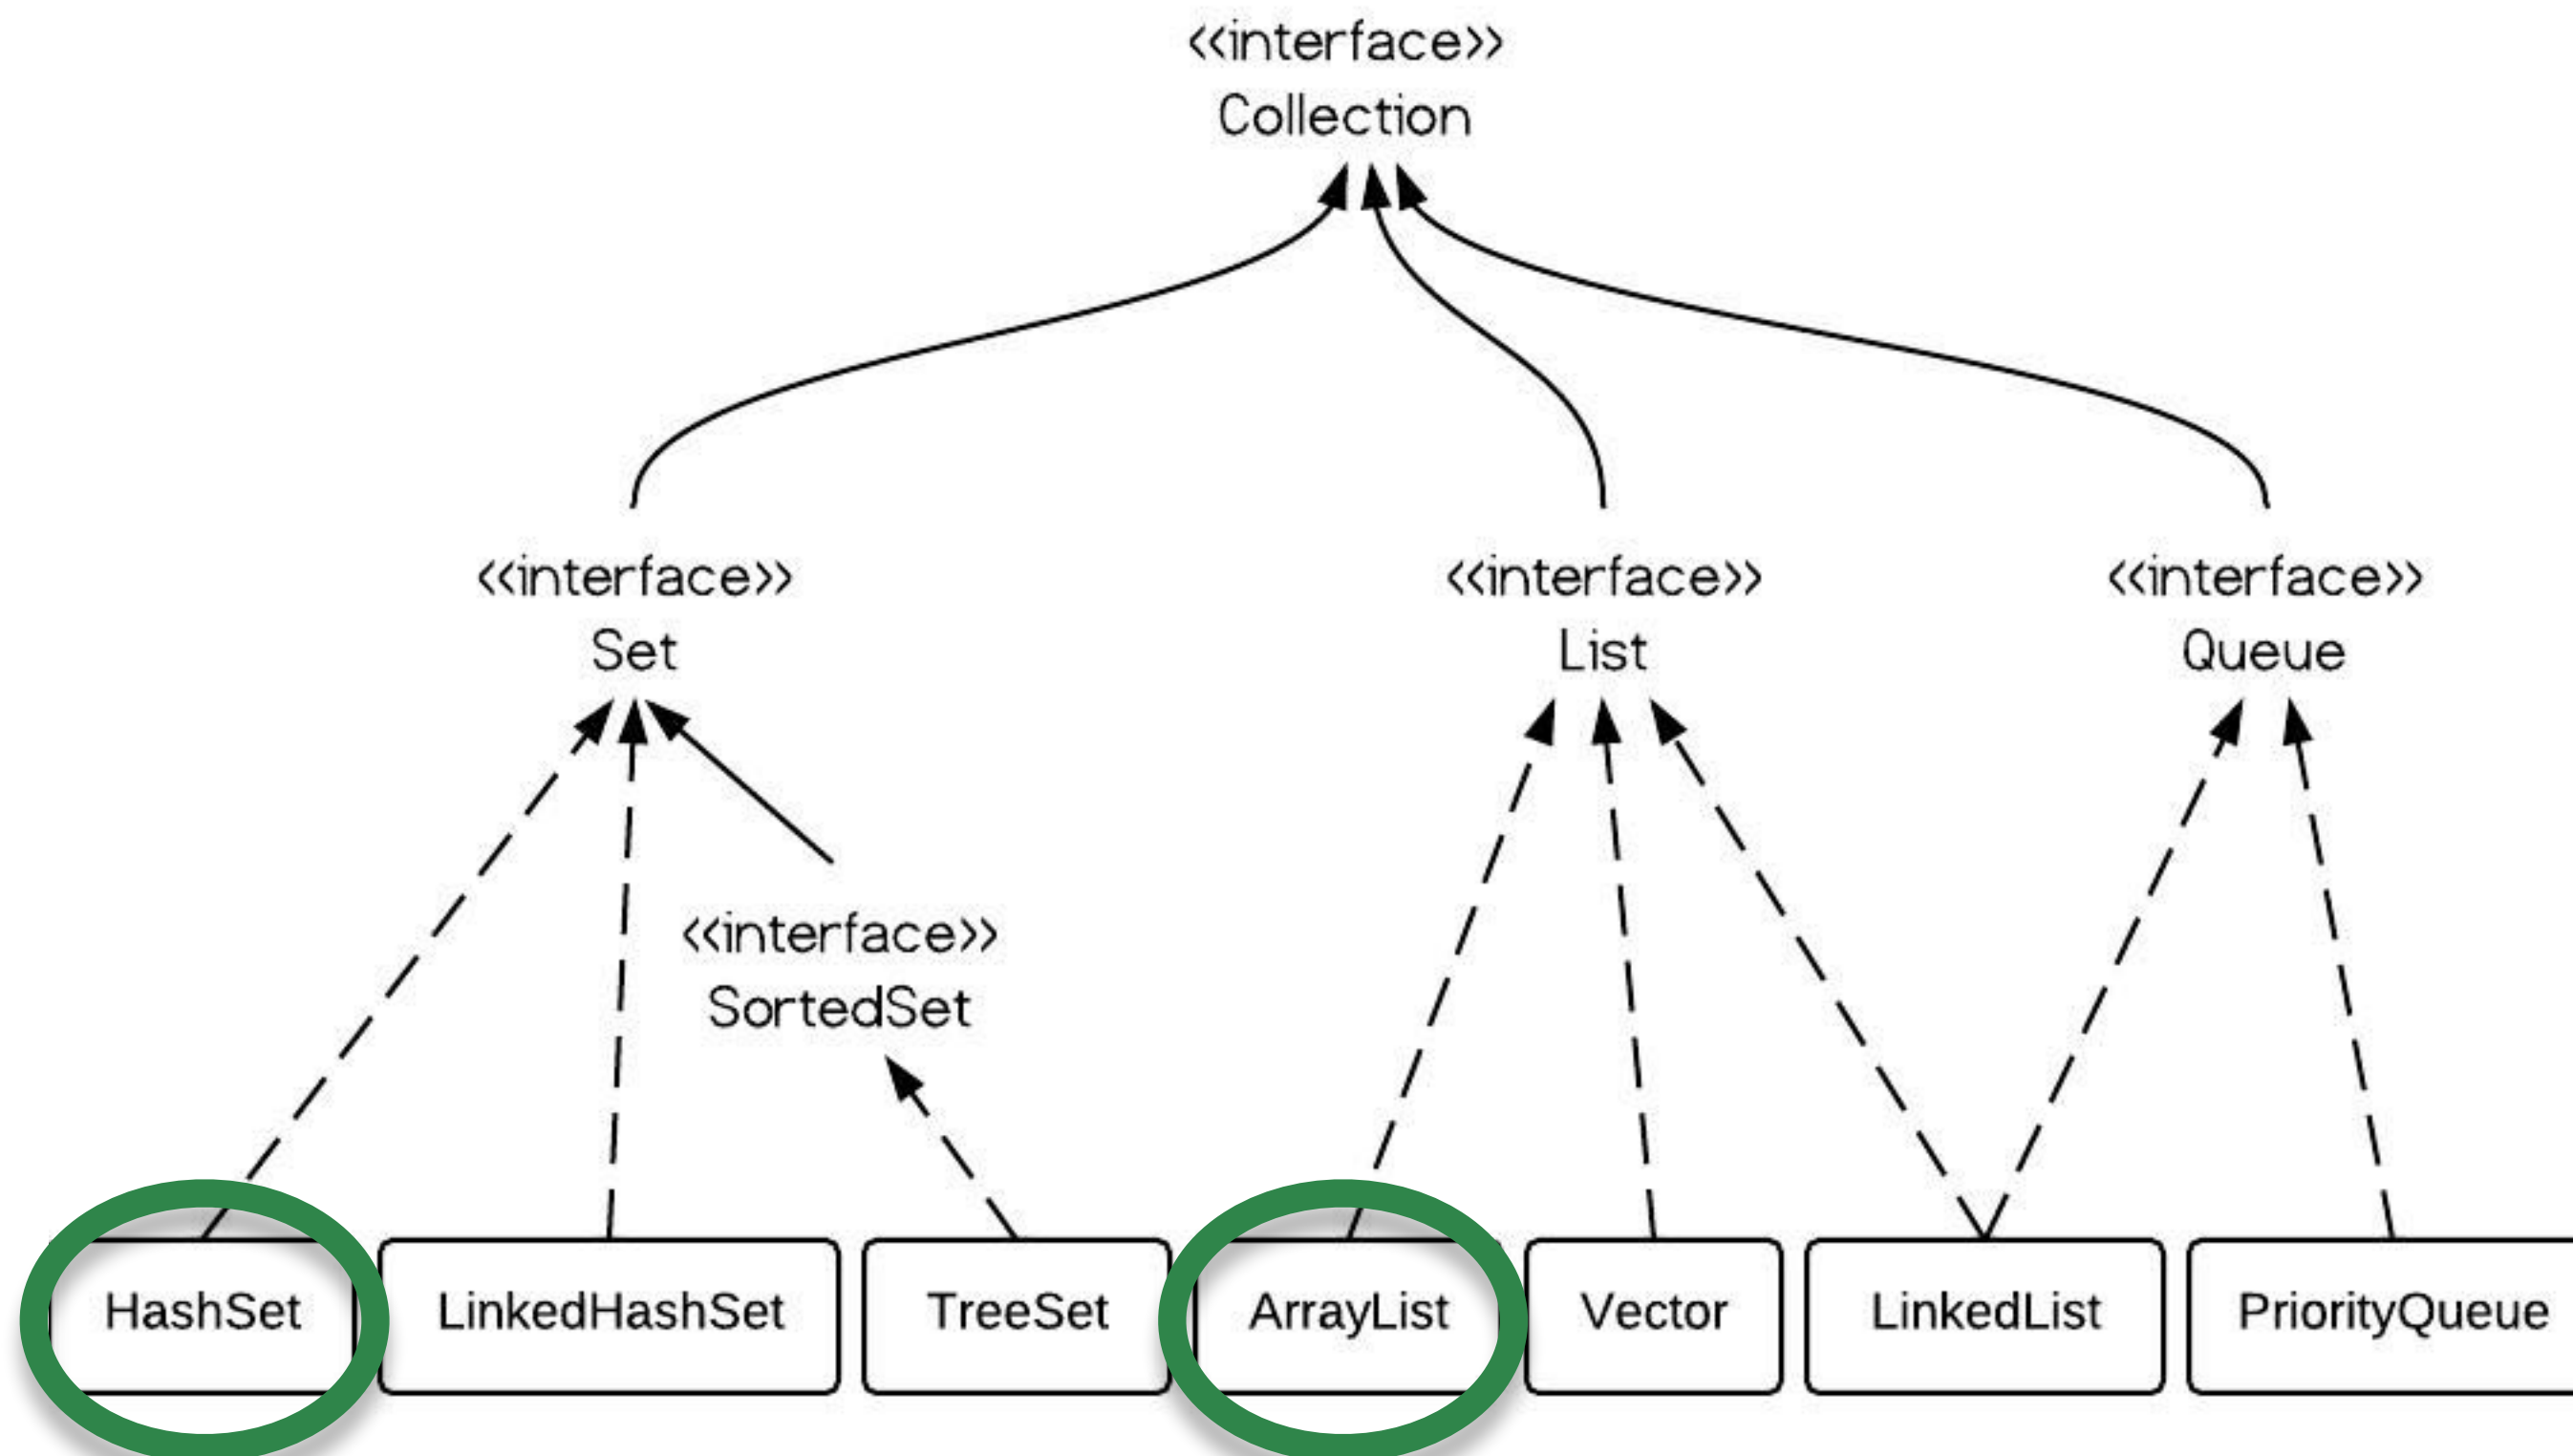 <<interface>>
Collection
<<interface>>
Set
<<interface>>
List
<<interface>>
Queue
<<interface>>
SortedSet
HashSet
LinkedHashSet
TreeSet
ArrayList
Vector
LinkedList
PriorityQueue